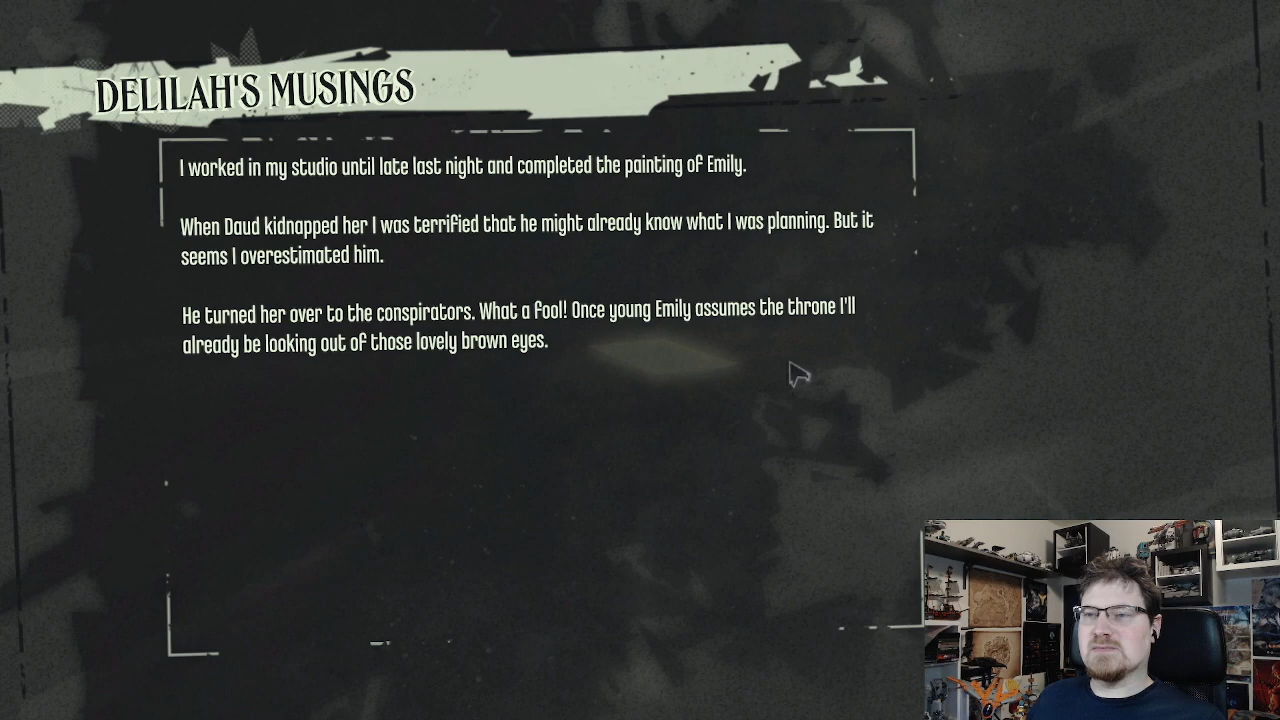 DELILAH'S MUSINGS
I worked in my studio until late last night and completed the painting of Emily.
When Daud kidnapped her I was terrified that he might already know what I was planning. But it
seems I overestimated him.
He turned her over to the conspirators. What a fool! Once young Emily assumes the throne I'll
already be looking out of those lovely brown eyes.